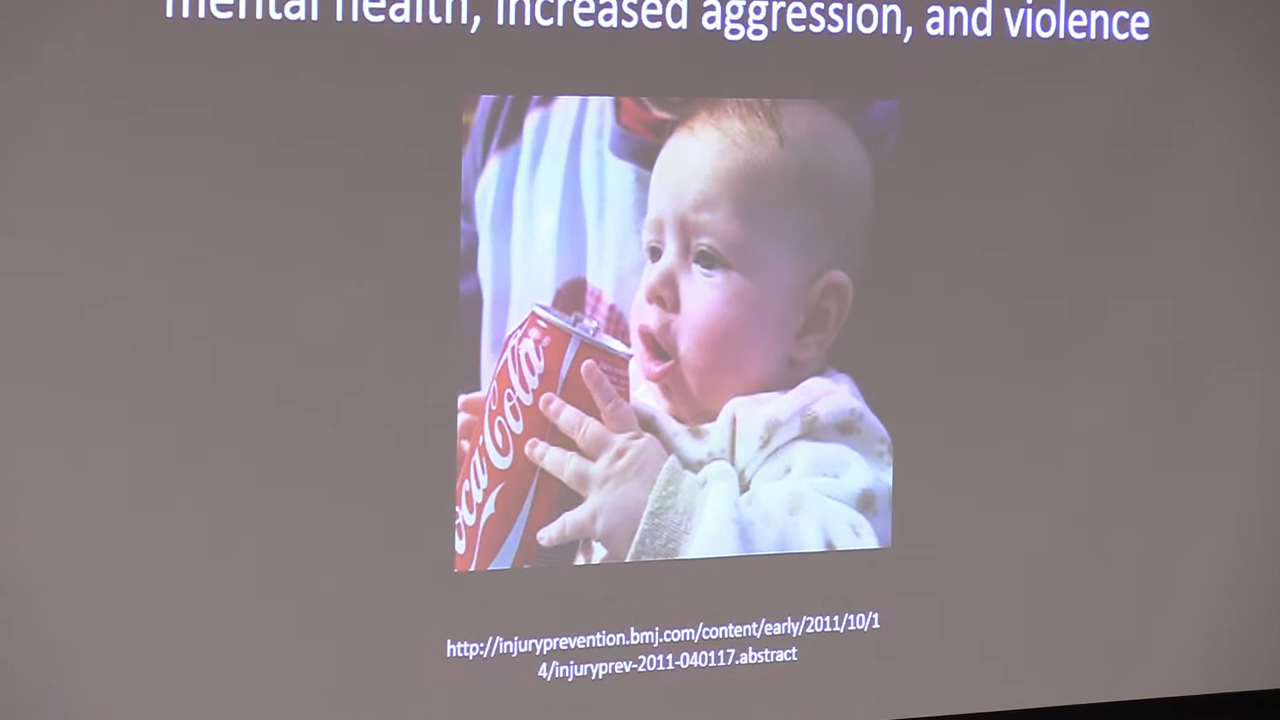 mental health, increased aggression, and violence
Coca-Cola
http://injuryprevention.bmj.com/content/early/2011/10/1
4/injuryprev-2011-040117.abstract